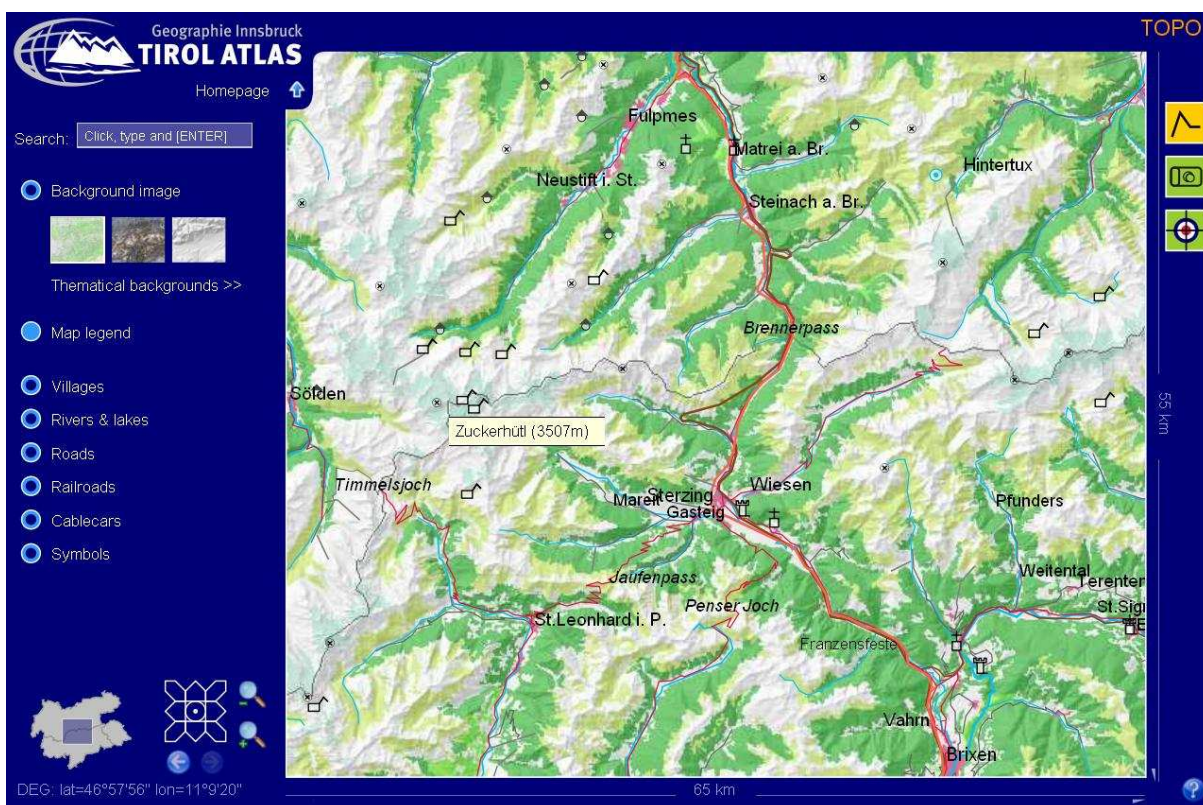 Geographie Innsbruck
TIROL ATLAS
TOPO
Homepage
Search: Click, type and [ENTER]
Background image
Thematical backgrounds >>
Map legend
Villages
Rivers & lakes
Roads
Railroads
Cablecars
Symbols
Fulpmes
Matrei a. Br.
Hintertux
Neustift i. St.
Steinach a. Br.
Brennerpass
Sölden
Zuckerhütl (3507m)
Timmelsjoch
Mareit
Sterzing
Wiesen
Gasteig
Pfunders
Jaufenpass
Weitental
Terenten
Penser Joch
St.Sigr
St.Leonhard i. P.
Franzensfeste
Vahrn
Brixen
55 km
DEG: lat=46°57'56" lon=11°9'20"
65 km
?